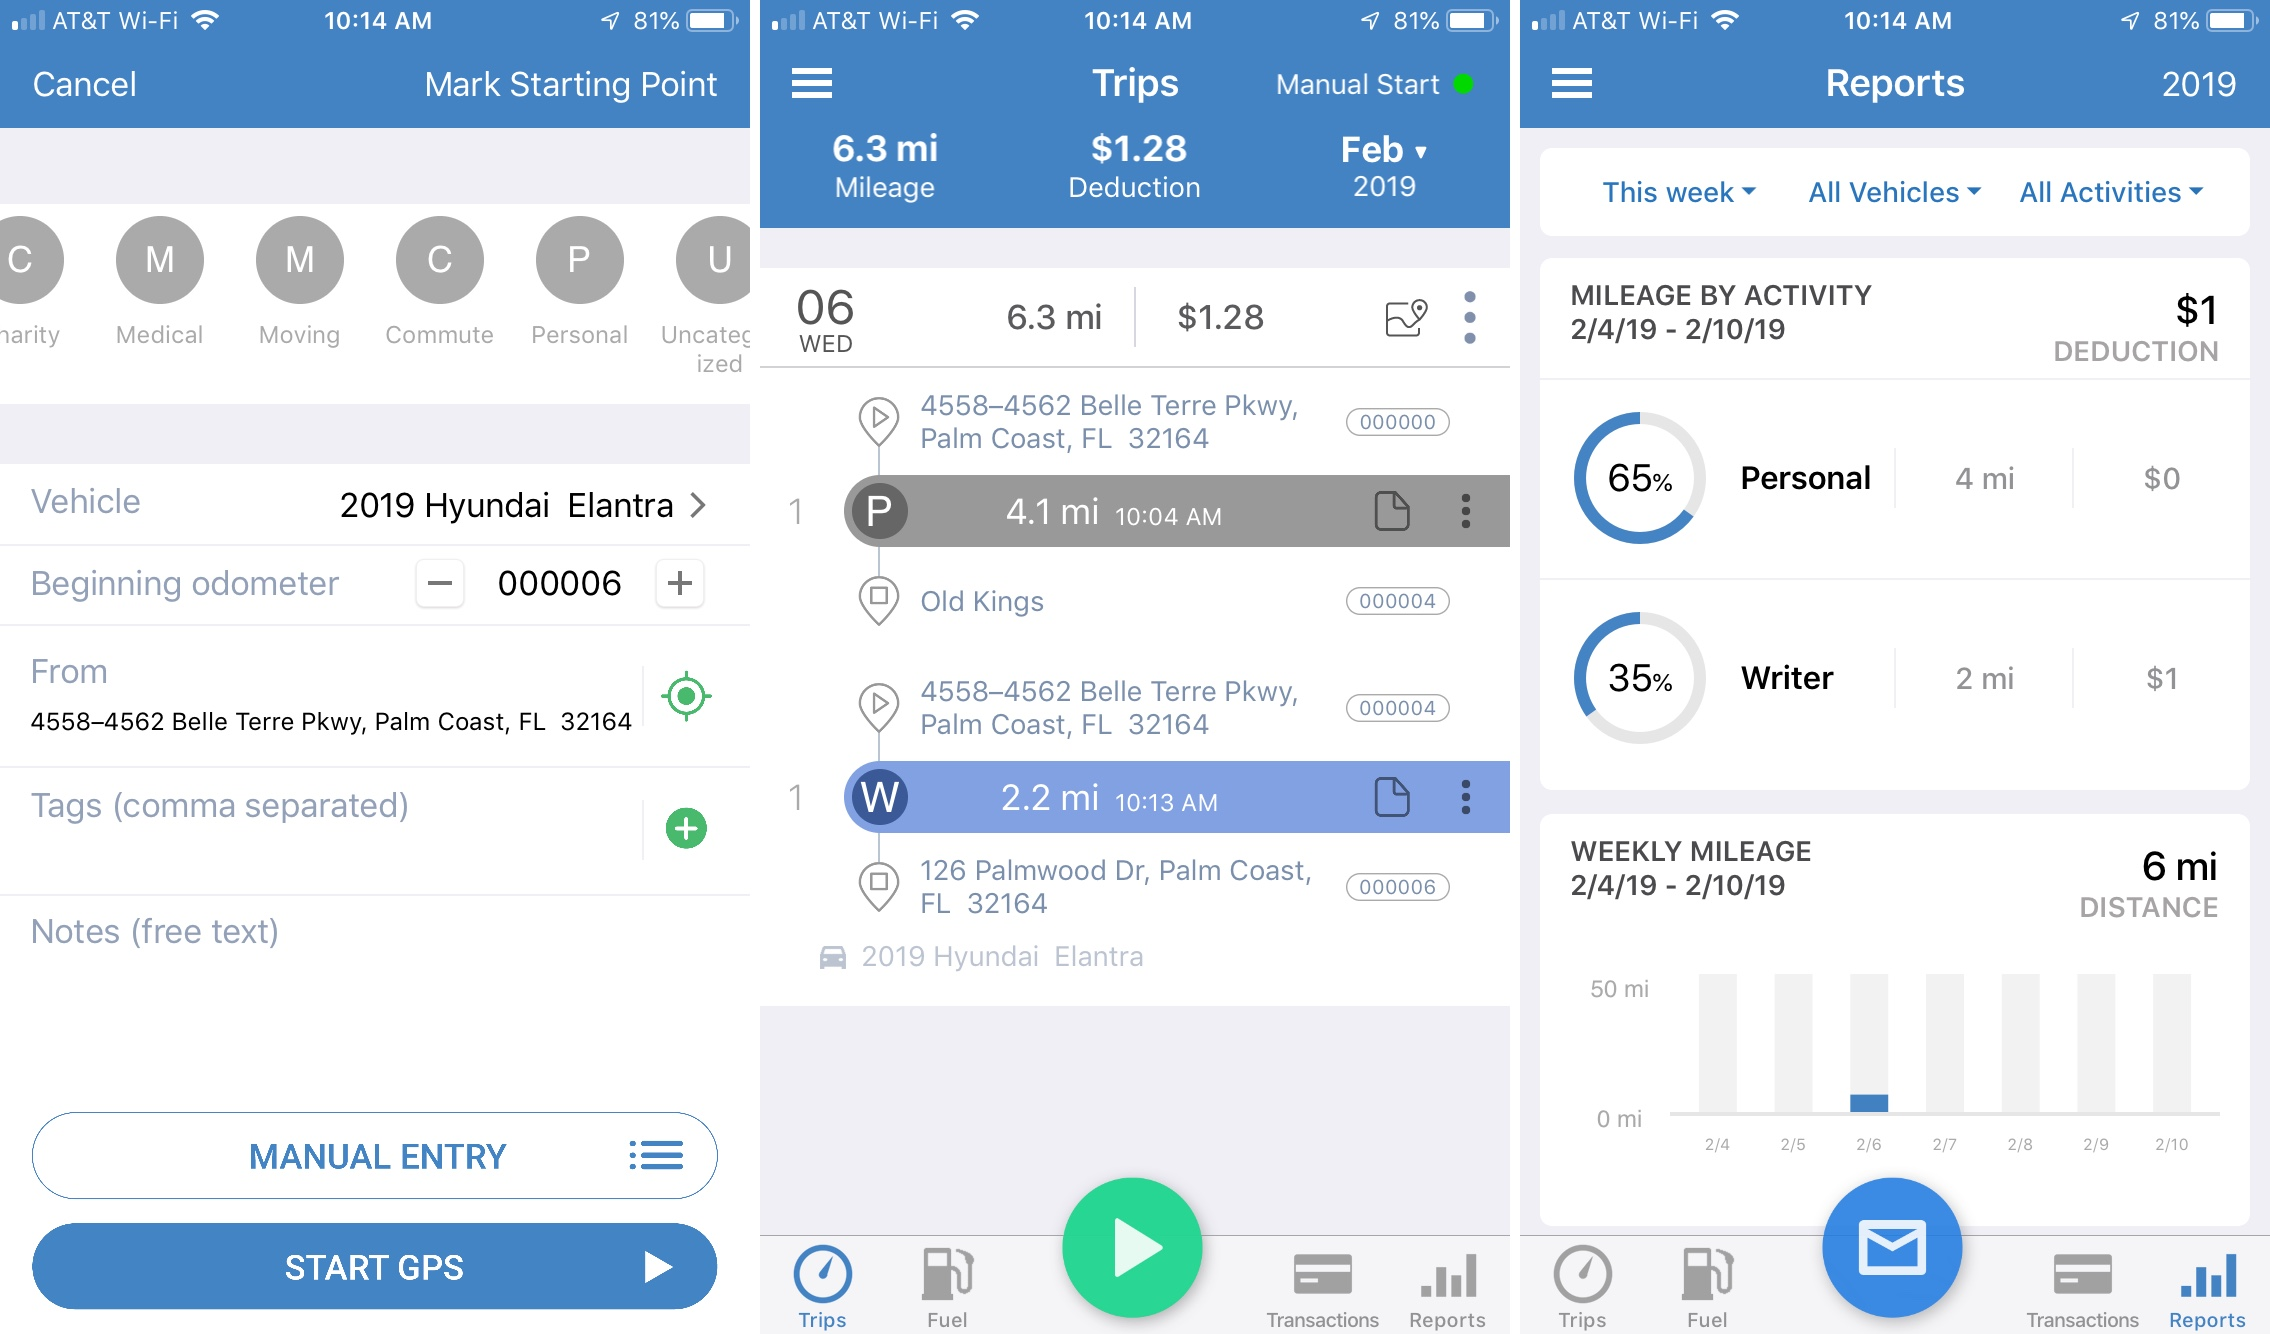 AT&T Wi-Fi 10:14 AM 81%
Cancel Mark Starting Point
C M M C P U
harity Medical Moving Commute Personal Uncateg
ized
Vehicle 2019 Hyundai Elantra
Beginning odometer − 000006 +
From
4558–4562 Belle Terre Pkwy, Palm Coast, FL 32164
Tags (comma separated)
Notes (free text)
MANUAL ENTRY
START GPS
AT&T Wi-Fi 10:14 AM 81%
Trips Manual Start
6.3 mi $1.28 Feb ▾
Mileage Deduction 2019
06 6.3 mi $1.28
WED
4558–4562 Belle Terre Pkwy, 000000
Palm Coast, FL 32164
1 P 4.1 mi 10:04 AM
Old Kings 000004
4558–4562 Belle Terre Pkwy, 000004
Palm Coast, FL 32164
1 W 2.2 mi 10:13 AM
126 Palmwood Dr, Palm Coast, 000006
FL 32164
2019 Hyundai Elantra
Trips Fuel Transactions Reports
AT&T Wi-Fi 10:14 AM 81%
Reports 2019
This week All Vehicles All Activities
MILEAGE BY ACTIVITY $1
2/4/19 - 2/10/19 DEDUCTION
65% Personal 4 mi $0
35% Writer 2 mi $1
WEEKLY MILEAGE 6 mi
2/4/19 - 2/10/19 DISTANCE
50 mi
0 mi
2/4 2/5 2/6 2/7 2/8 2/9 2/10
Trips Fuel Transactions Reports